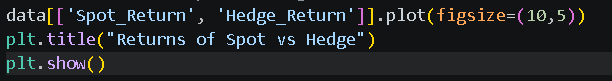 data[['Spot_Return', 'Hedge_Return']].plot(figsize=(10,5))
plt.title("Returns of Spot vs Hedge")
plt.show()